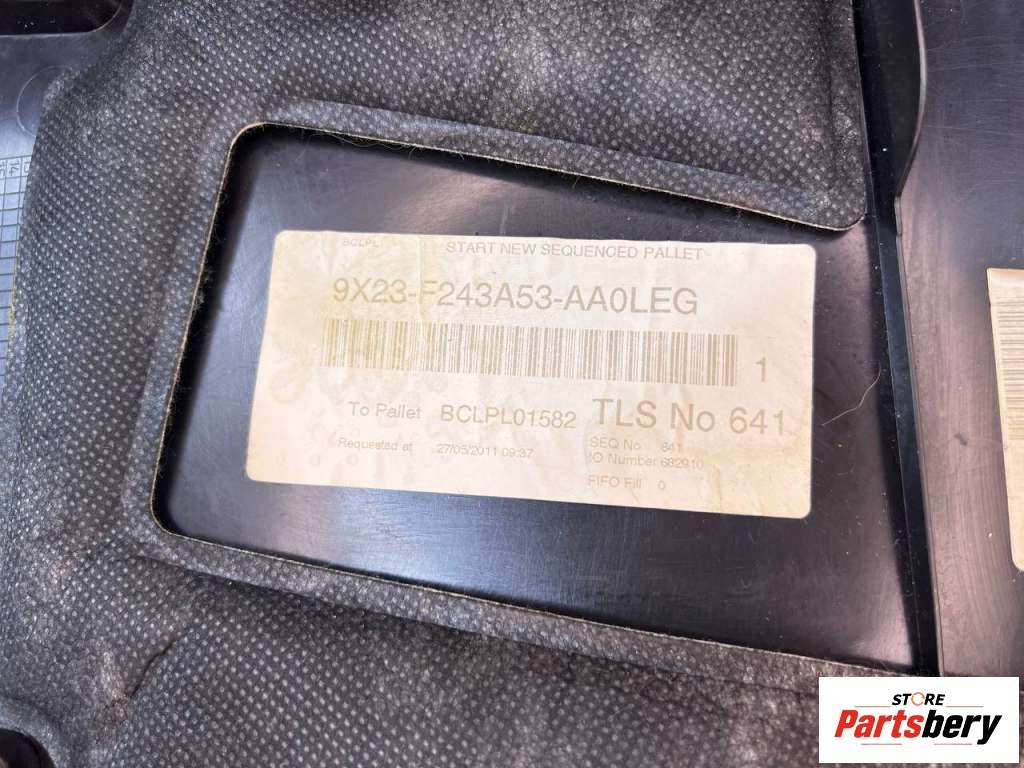 BCLPL START NEW SEQUENCED PALLET
9X23-F243A53-AA0LEG
1
To Pallet BCLPL01582 TLS No 641
Requested at 27/05/2011 09:37
SEQ No 641
IO Number 682910
FIFO Fill 0
STORE
Partsbery